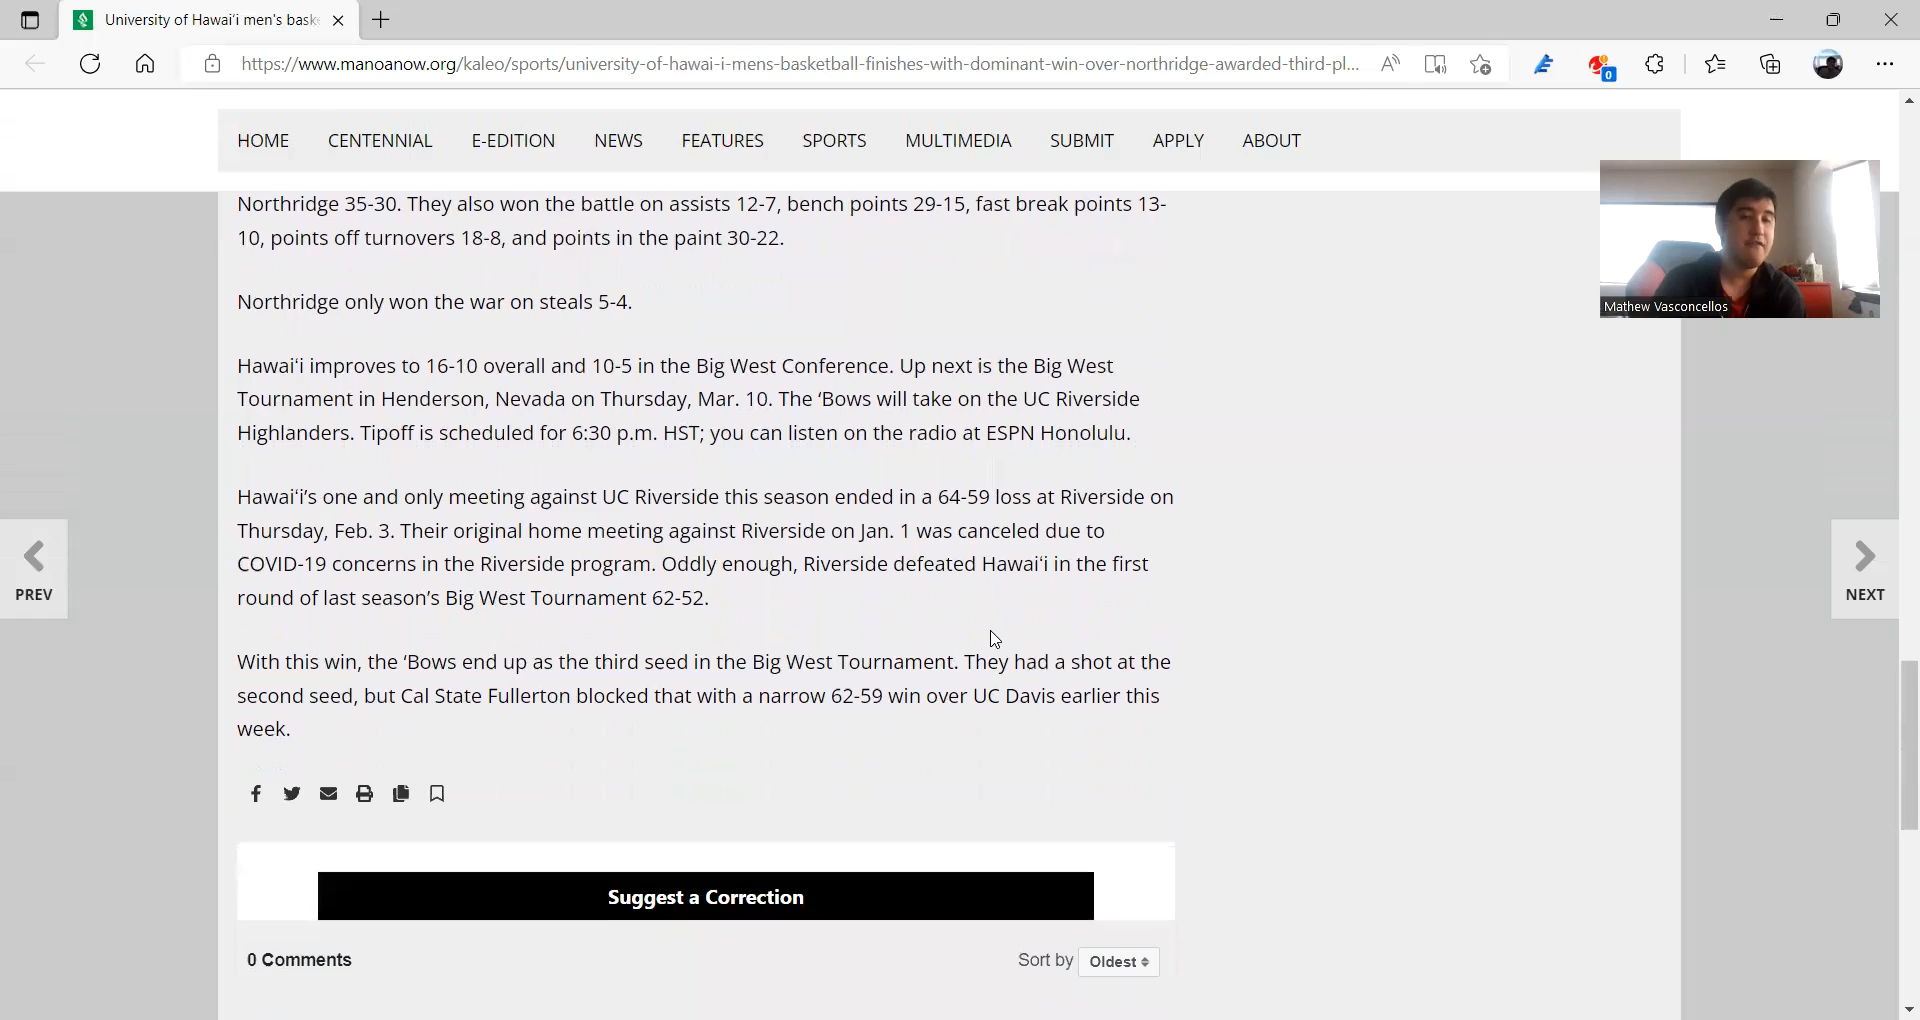 University of Hawaiʻi men's bask
https://www.manoanow.org/kaleo/sports/university-of-hawai-i-mens-basketball-finishes-with-dominant-win-over-northridge-awarded-third-pl...
0
HOME CENTENNIAL E-EDITION NEWS FEATURES SPORTS MULTIMEDIA SUBMIT APPLY ABOUT
Northridge 35-30. They also won the battle on assists 12-7, bench points 29-15, fast break points 13-
10, points off turnovers 18-8, and points in the paint 30-22.
Northridge only won the war on steals 5-4.
Mathew Vasconcellos
Hawaiʻi improves to 16-10 overall and 10-5 in the Big West Conference. Up next is the Big West
Tournament in Henderson, Nevada on Thursday, Mar. 10. The ‘Bows will take on the UC Riverside
Highlanders. Tipoff is scheduled for 6:30 p.m. HST; you can listen on the radio at ESPN Honolulu.
Hawaiʻi’s one and only meeting against UC Riverside this season ended in a 64-59 loss at Riverside on
Thursday, Feb. 3. Their original home meeting against Riverside on Jan. 1 was canceled due to
COVID-19 concerns in the Riverside program. Oddly enough, Riverside defeated Hawaiʻi in the first
round of last season’s Big West Tournament 62-52.
PREV
NEXT
With this win, the ‘Bows end up as the third seed in the Big West Tournament. They had a shot at the
second seed, but Cal State Fullerton blocked that with a narrow 62-59 win over UC Davis earlier this
week.
Suggest a Correction
0 Comments
Sort by Oldest